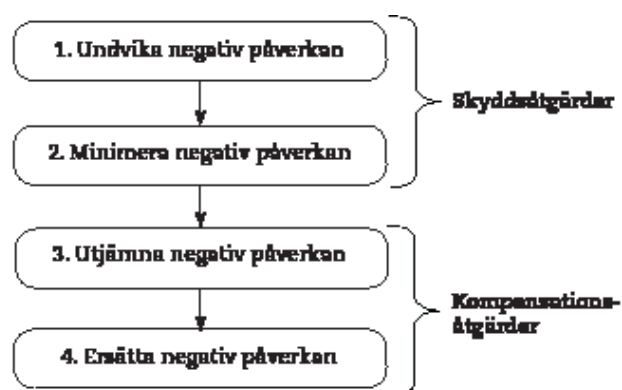 1. Undvika negativ påverkan
Skyddsåtgärder
2. Minimera negativ påverkan
3. Utjämna negativ påverkan
Kompensations-
åtgärder
4. Ersätta negativ påverkan